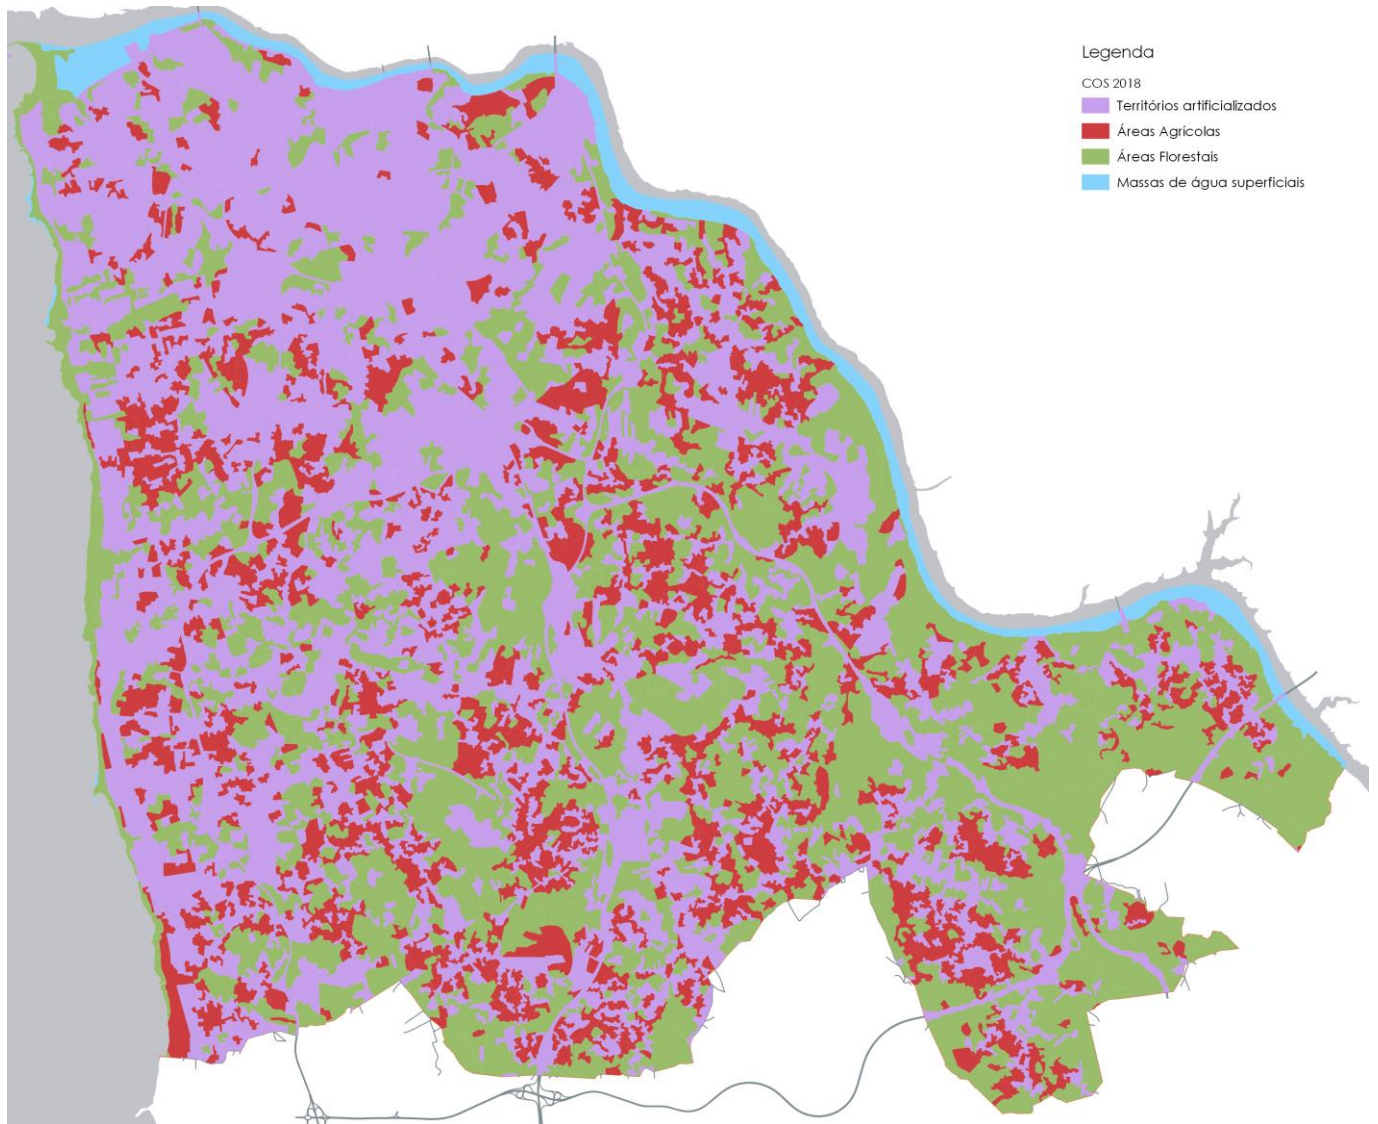 Legenda
COS 2018
Territórios artificializados
Áreas Agrícolas
Áreas Florestais
Massas de água superficiais